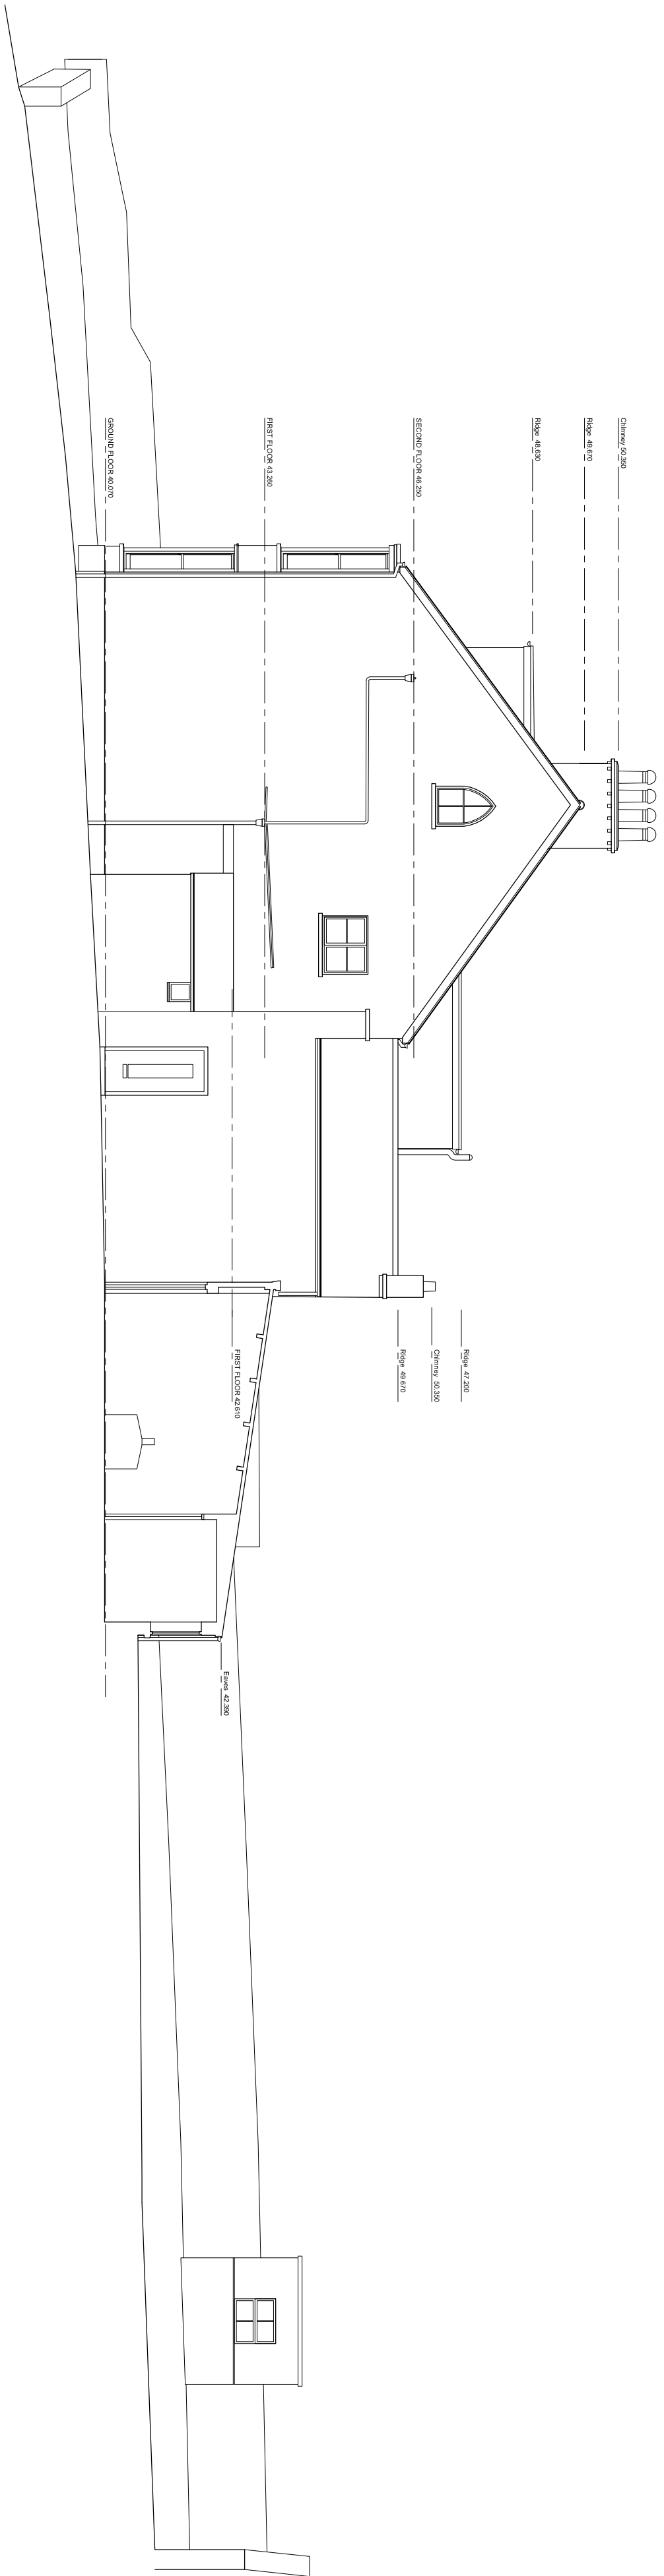 Chimney 50.350
Ridge 49.670
Ridge 48.630
SECOND FLOOR 46.250
FIRST FLOOR 43.260
GROUND FLOOR 40.070
Ridge 47.200
Chimney 50.350
Ridge 49.670
FIRST FLOOR 42.610
Eaves 42.390